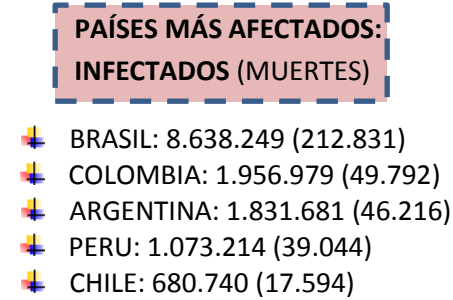 PAÍSES MÁS AFECTADOS:
INFECTADOS (MUERTES)
BRASIL: 8.638.249 (212.831)
COLOMBIA: 1.956.979 (49.792)
ARGENTINA: 1.831.681 (46.216)
PERU: 1.073.214 (39.044)
CHILE: 680.740 (17.594)